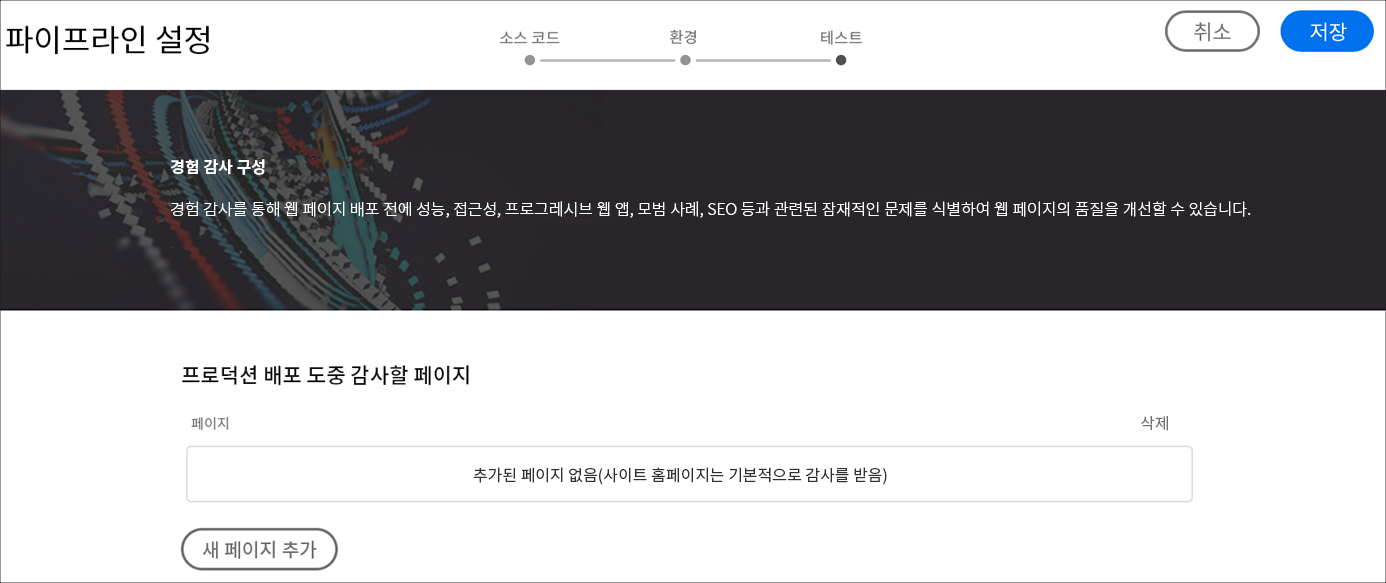 파이프라인 설정
소스 코드
환경
테스트
취소
저장
경험 감사 구성
경험 감사를 통해 웹 페이지 배포 전에 성능, 접근성, 프로그레시브 웹 앱, 모범 사례, SEO 등과 관련된 잠재적인 문제를 식별하여 웹 페이지의 품질을 개선할 수 있습니다.
프로덕션 배포 도중 감사할 페이지
페이지
삭제
추가된 페이지 없음(사이트 홈페이지는 기본적으로 감사를 받음)
새 페이지 추가